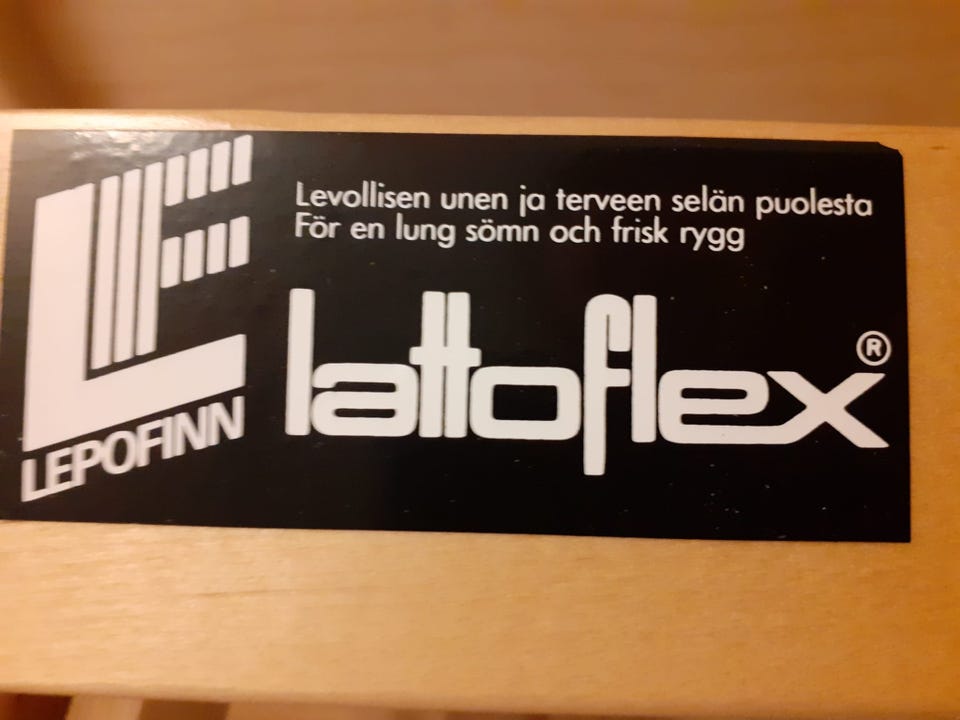 Levollisen unen ja terveen selän puolesta
För en lung sömn och frisk rygg
lattoflex®
LEPOFINN